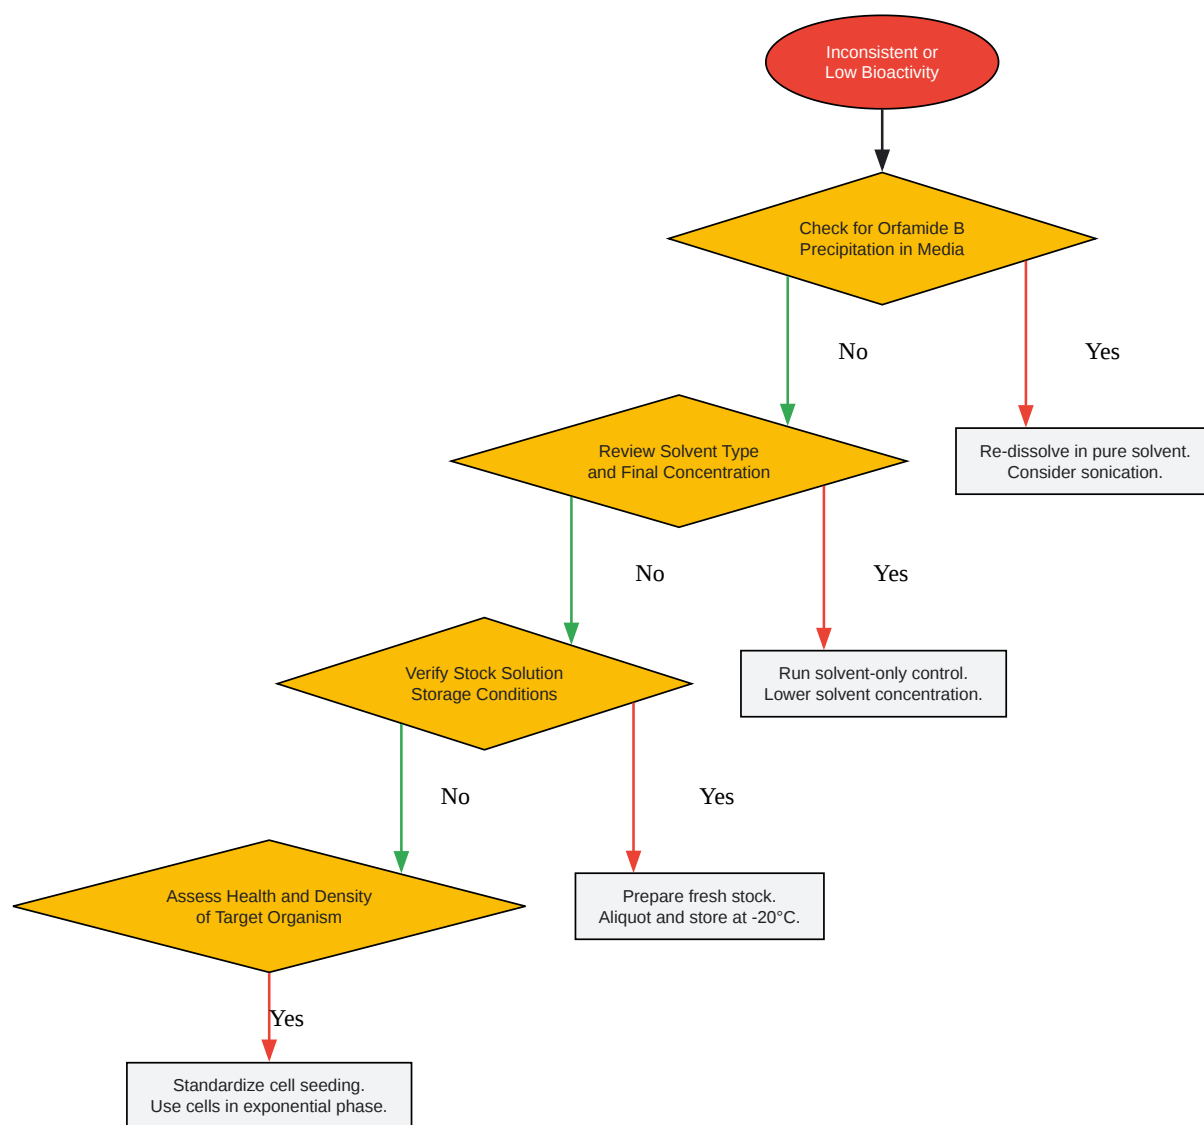 Inconsistent or
Low Bioactivity
Check for Orfamide B
Precipitation in Media
No
Yes
Review Solvent Type
and Final Concentration
Re-dissolve in pure solvent.
Consider sonication.
No
Yes
Verify Stock Solution
Storage Conditions
Run solvent-only control.
Lower solvent concentration.
No
Yes
Assess Health and Density
of Target Organism
Prepare fresh stock.
Aliquot and store at -20°C.
Yes
Standardize cell seeding.
Use cells in exponential phase.